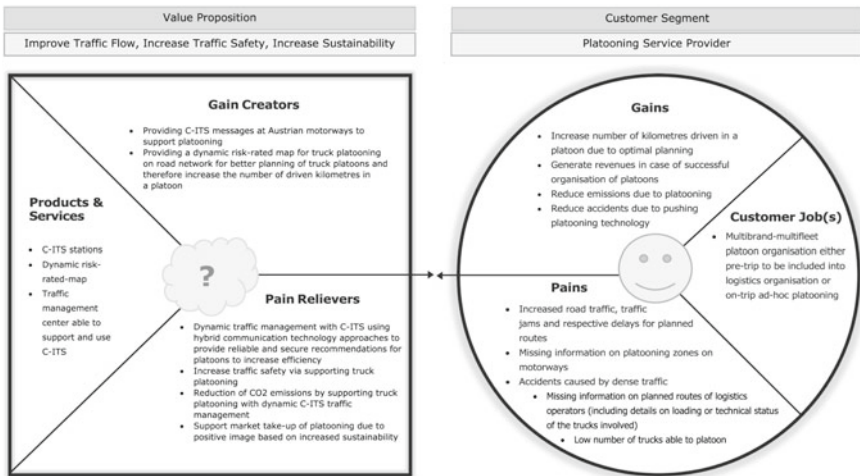 Value Proposition
Improve Traffic Flow, Increase Traffic Safety, Increase Sustainability
Gain Creators
• Providing C-ITS messages at Austrian motorways to
support platooning
• Providing a dynamic risk-rated map for truck platooning
on road network for better planning of truck platoons and
therefore increase the number of driven kilometres in
a platoon
Products &
Services
• C-ITS stations
• Dynamic risk-
rated-map
• Traffic
management
center able to
support and use
C-ITS
?
Pain Relievers
• Dynamic traffic management with C-ITS using
hybrid communication technology approaches to
provide reliable and secure recommendations for
platoons to increase efficiency
• Increase traffic safety via supporting truck
platooning
• Reduction of CO2 emissions by supporting truck
platooning with dynamic C-ITS traffic
management
• Support market take-up of platooning due to
positive image based on increased sustainability
Customer Segment
Platooning Service Provider
Gains
• Increase number of kilometres driven in a
platoon due to optimal planning
• Generate revenues in case of successful
organisation of platoons
• Reduce emissions due to platooning
• Reduce accidents due to pushing
platooning technology
Customer Job(s)
• Multibrand-multifleet
platoon organisation either
pre-trip to be included into
logistics organisation or
on-trip ad-hoc platooning
Pains
• Increased road traffic, traffic
jams and respective delays for planned
routes
• Missing information on platooning zones on
motorways
• Accidents caused by dense traffic
• Missing information on planned routes of logistics
operators (including details on loading or technical status
of the trucks involved)
• Low number of trucks able to platoon